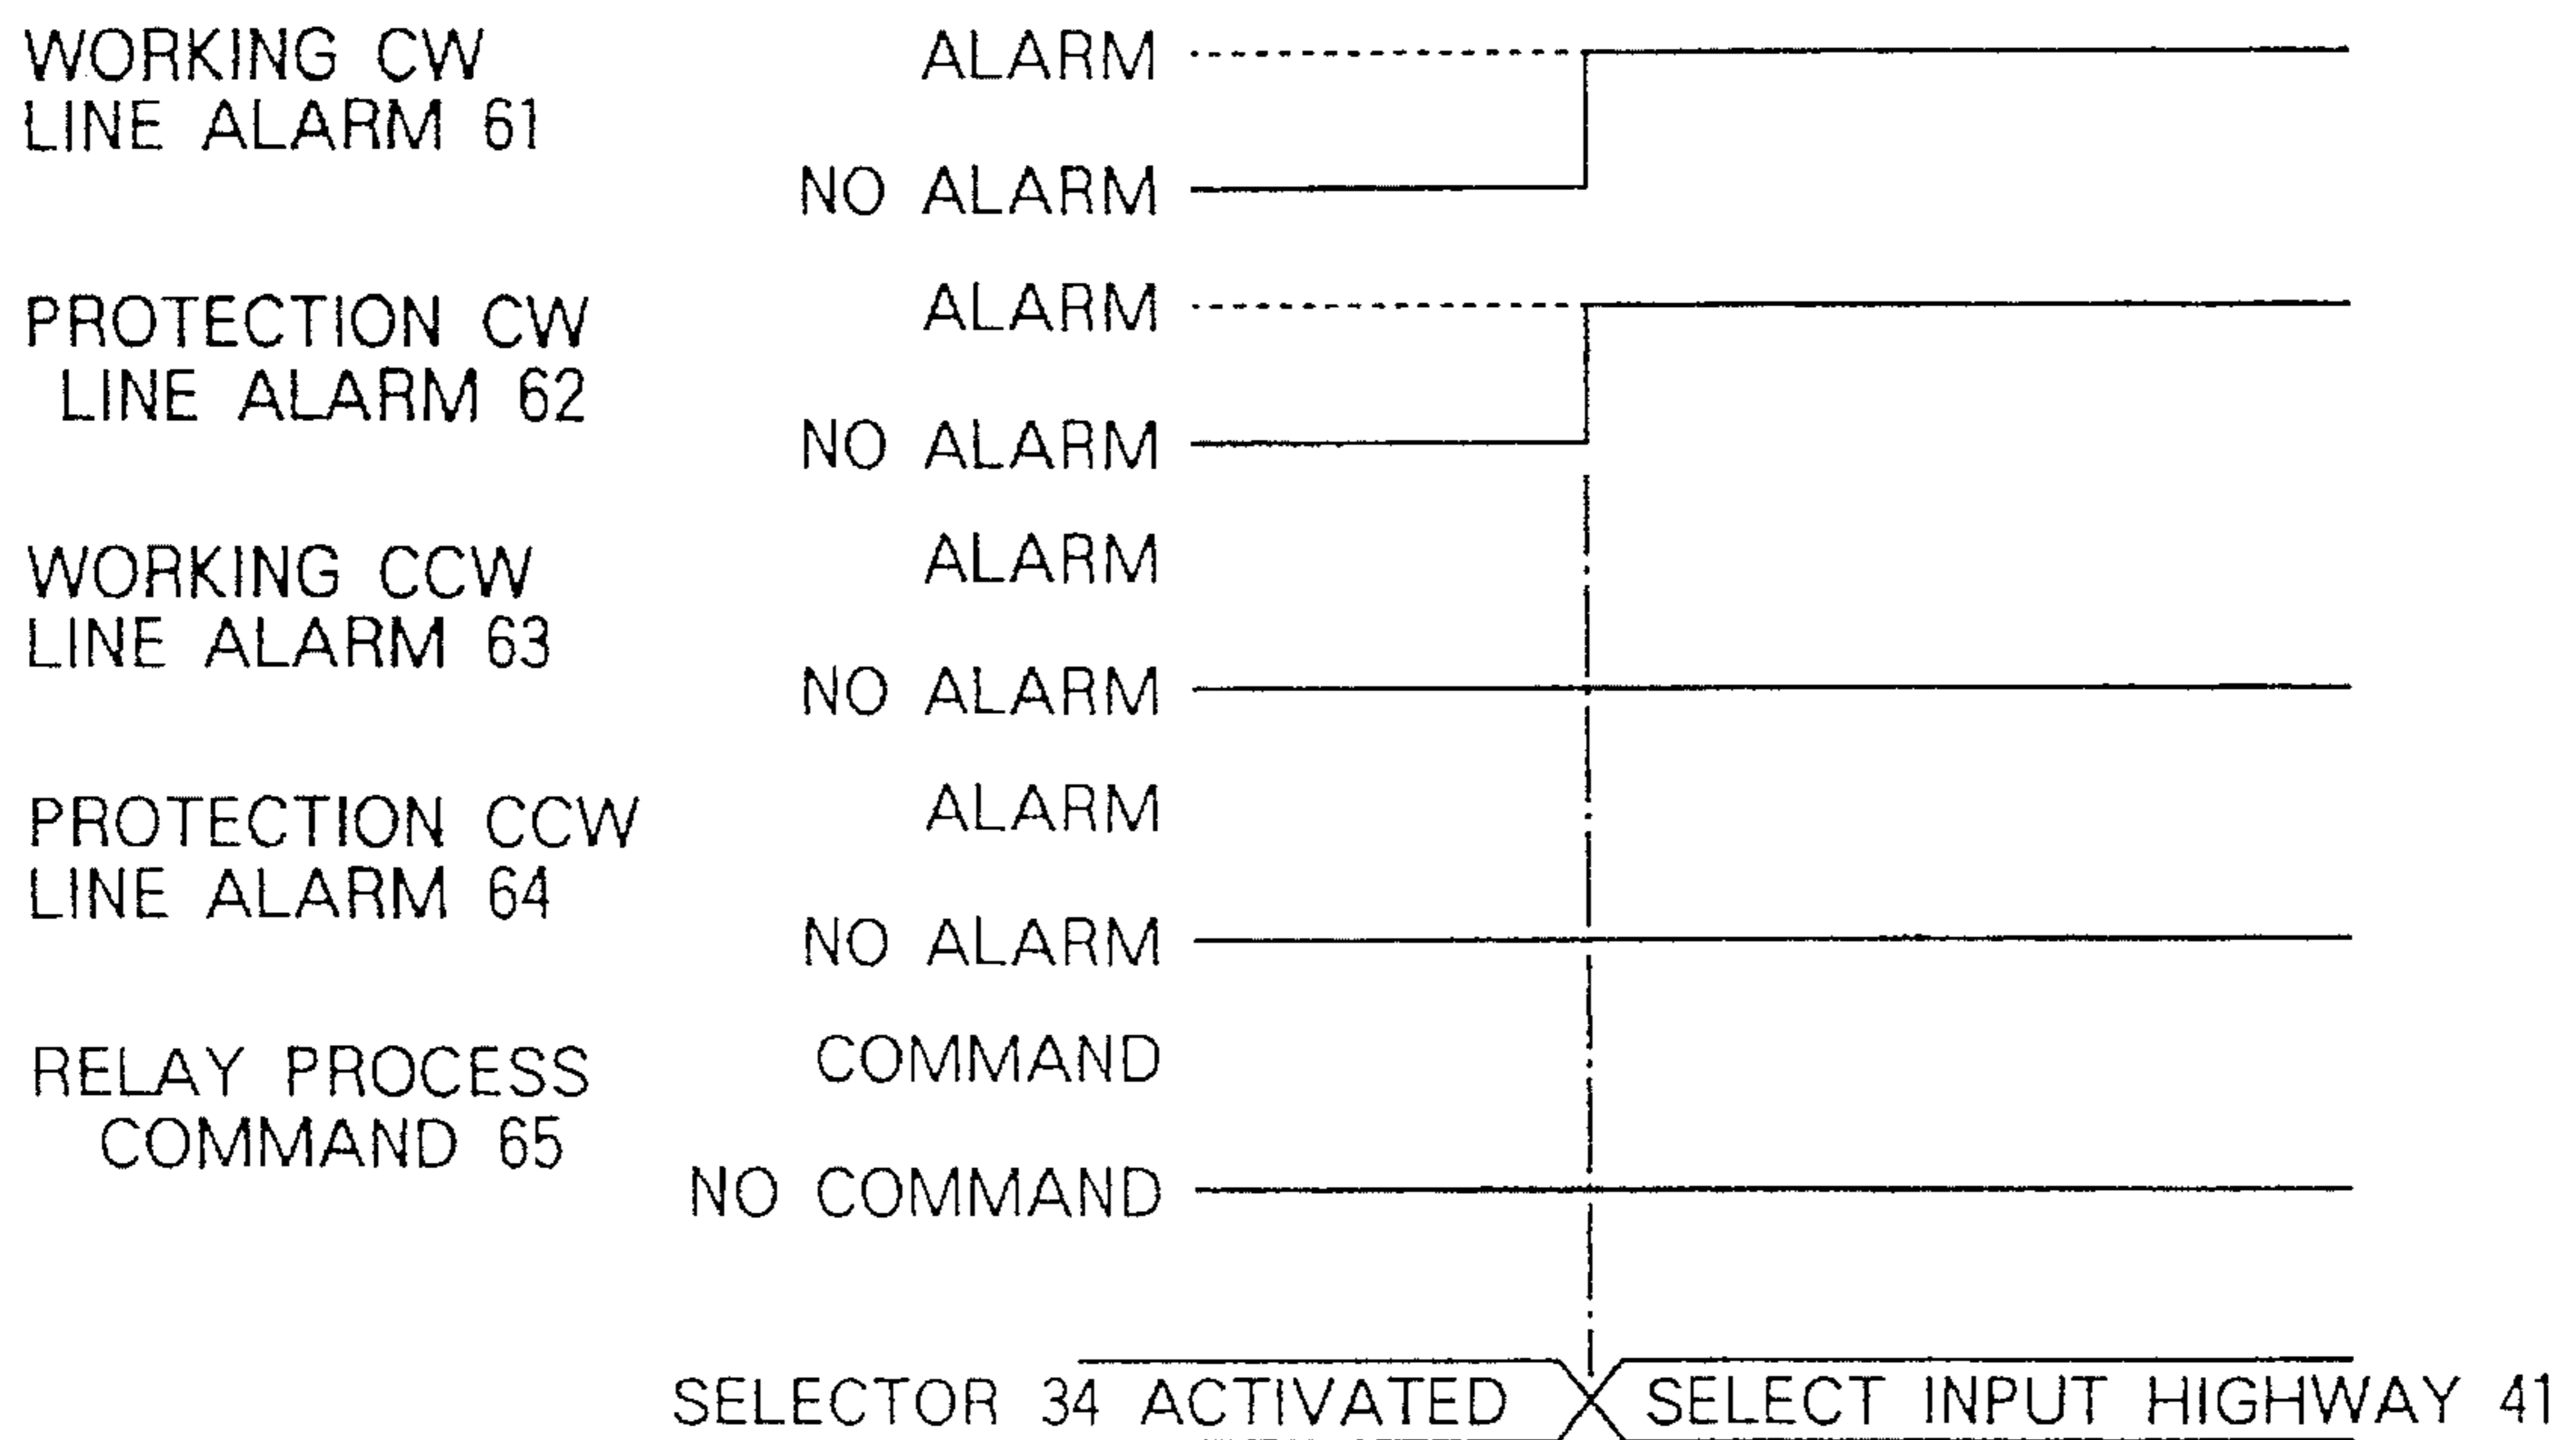 WORKING CW
LINE ALARM 61
ALARM
NO ALARM
PROTECTION CW
LINE ALARM 62
ALARM
NO ALARM
WORKING CCW
LINE ALARM 63
ALARM
NO ALARM
PROTECTION CCW
LINE ALARM 64
ALARM
NO ALARM
RELAY PROCESS
COMMAND 65
COMMAND
NO COMMAND
SELECTOR 34 ACTIVATED
SELECT INPUT HIGHWAY 41